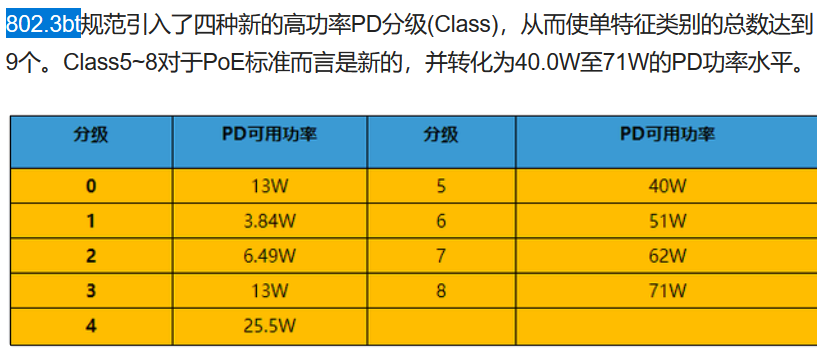 802.3bt规范引入了四种新的高功率PD分级(Class)，从而使单特征类别的总数达到
9个。Class5~8对于PoE标准而言是新的，并转化为40.0W至71W的PD功率水平。
分级 PD可用功率 分级 PD可用功率
0 13W 5 40W
1 3.84W 6 51W
2 6.49W 7 62W
3 13W 8 71W
4 25.5W